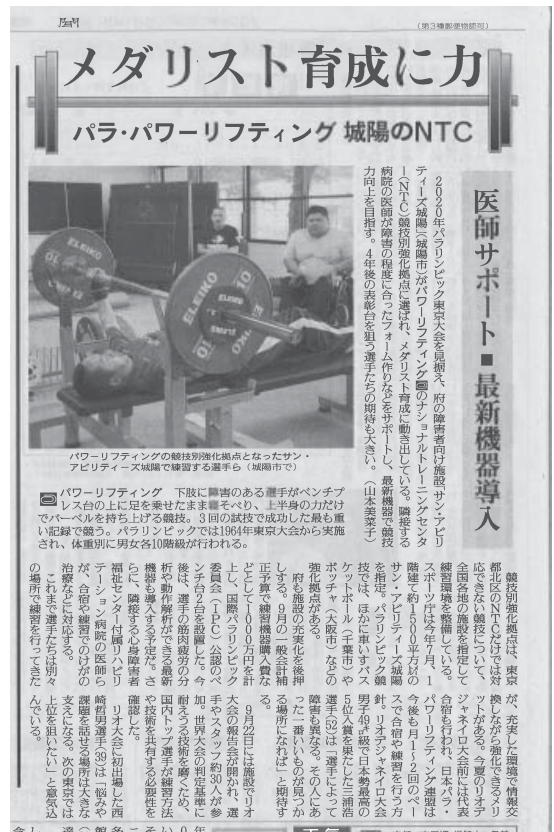 (第3種郵便物認可)
メダリスト育成に力
パラ・パワーリフティング 城陽のNTC
医師サポート■最新機器導入
2020年パラリンピック東京大会を見据え、府の障害者向け施設「サン・アビリ
ティーズ城陽」(城陽市)がパワーリフティングのナショナルトレーニングセンタ
ー(NTC)競技別強化拠点に選ばれ、メダリスト育成に動き出している。隣接する
病院の医師が障害の程度に合ったフォーム作りなどをサポートし、最新機器で競技
力向上を目指す。4年後の表彰台を狙う選手たちの期待も大きい。(山本美菜子)
ELEIKO
ELEIKO
ELEIKO
パワーリフティングの競技別強化拠点となったサン・
アビリティーズ城陽で練習する選手ら(城陽市で)
パワーリフティング 下肢に障害のある選手がベンチプ
レス台の上に足を乗せたまま寝そべり、上半身の力だけ
でバーベルを持ち上げる競技。3回の試技で成功した最も重
い記録で競う。パラリンピックでは1964年東京大会から実施
され、体重別に男女各10階級が行われる。
競技別強化拠点は、東京
都北区のNTCだけでは対
応できない競技について、
全国各地の施設を指定して
練習環境を整備している。
スポーツ庁は今年7月、1
階建て約1500平方㍍の
サン・アビリティーズ城陽
を指定。パラリンピック競
技では、ほかに車いすバス
ケットボール(千葉市)や
ボッチャ(大阪市)などの
強化拠点がある。
府も施設の充実化を後押
しする。9月の一般会計補
正予算で練習機器購入費な
どとして1000万円を計
上し、国際パラリンピック
委員会(IPC)公認のベ
ンチ台2台を設置した。今
後は、選手の筋肉疲労の分
析や動作解析ができる最新
機器も導入する予定だ。さ
らに、隣接する心身障害者
福祉センター付属リハビリ
テーション病院の医師ら
が、合宿や練習でのけがの
治療などに対応する。
これまで選手たちは別々
の場所で練習を行ってきた
が、充実した環境で情報交
換しながら強化できるメリ
ットがある。今夏のリオデ
ジャネイロ大会前には代表
合宿も行われ、日本パラ・
パワーリフティング連盟は
今後も月1~2回のペー
スで合宿や練習を行う方
針。リオデジャネイロ大会
男子49㌔級で日本勢最高の
5位入賞を果たした三浦浩
選手(52)は「選手によって
障害も異なる。その人にあ
った一番いいものが見つか
る場所になれば」と期待す
る。
9月22日には施設でリオ
大会の報告会が開かれ、選
手やスタッフ約30人が参
加。世界大会の判定基準に
耐えうる技術を磨くため、
国内トップ選手が練習方法
や技術を共有する必要性を
確認した。
リオ大会に初出場した西
崎哲男選手(39)は「悩みや
課題を話せる場所は大きな
支えになる。次の東京では
上位を狙いたい」と意気込
んでいる。